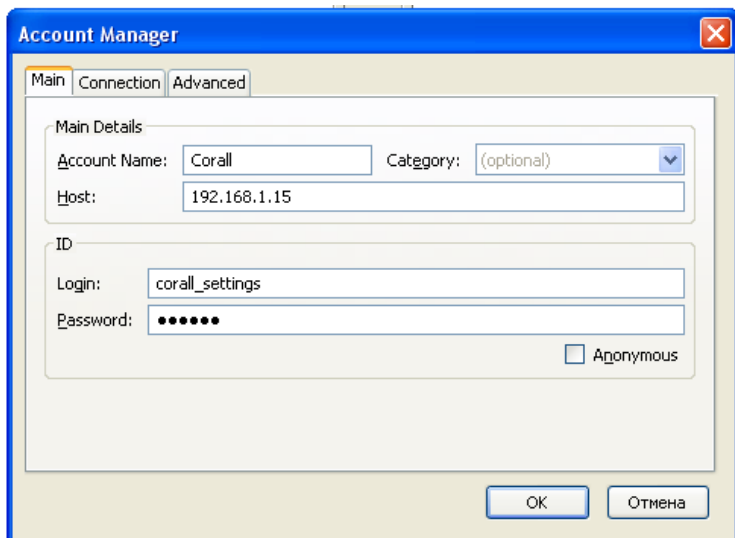 Account Manager
Main Connection Advanced
Main Details
Account Name: Corall Category: (optional)
Host: 192.168.1.15
ID
Login: corall_settings
Password: ••••••
Anonymous
OK Отмена